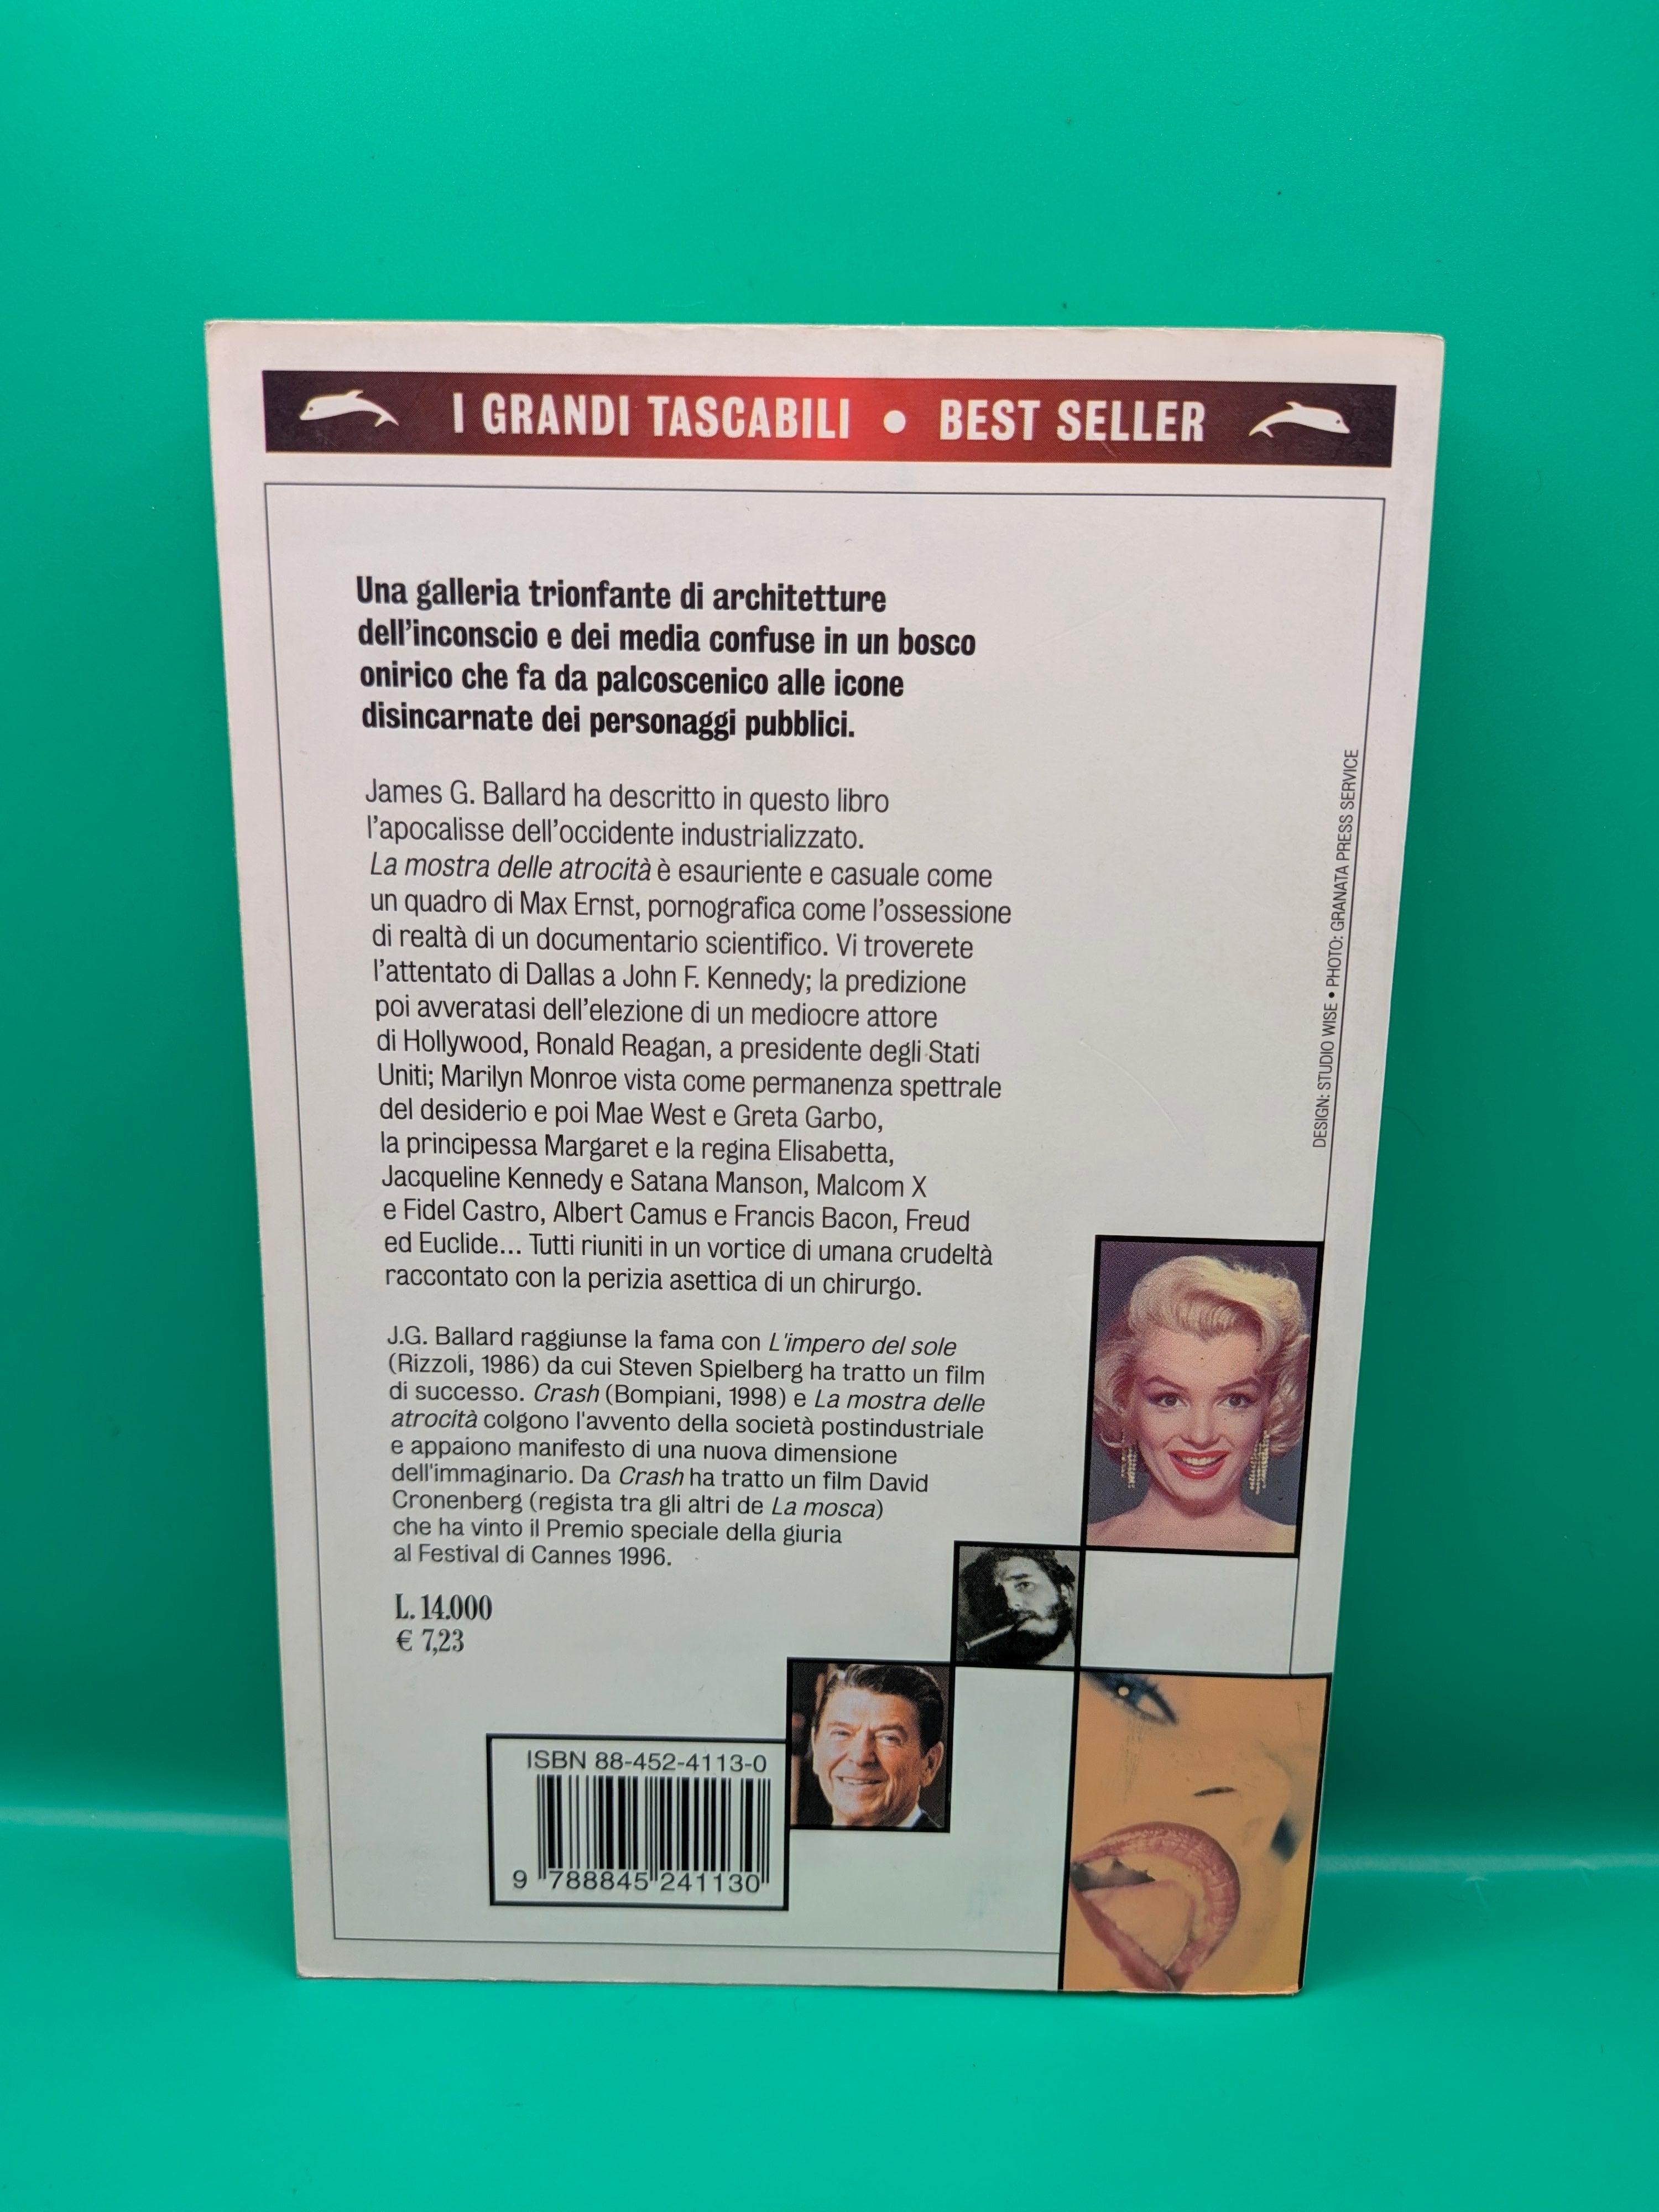 I GRANDI TASCABILI • BEST SELLER
Una galleria trionfante di architetture
dell'inconscio e dei media confuse in un bosco
onirico che fa da palcoscenico alle icone
disincarnate dei personaggi pubblici.
James G. Ballard ha descritto in questo libro
l'apocalisse dell'occidente industrializzato.
La mostra delle atrocità è esauriente e casuale come
un quadro di Max Ernst, pornografica come l'ossessione
di realtà di un documentario scientifico. Vi troverete
l'attentato di Dallas a John F. Kennedy; la predizione
poi avveratasi dell'elezione di un mediocre attore
di Hollywood, Ronald Reagan, a presidente degli Stati
Uniti; Marilyn Monroe vista come permanenza spettrale
del desiderio e poi Mae West e Greta Garbo,
la principessa Margaret e la regina Elisabetta,
Jacqueline Kennedy e Satana Manson, Malcom X
e Fidel Castro, Albert Camus e Francis Bacon, Freud
ed Euclide... Tutti riuniti in un vortice di umana crudeltà
raccontato con la perizia asettica di un chirurgo.
J.G. Ballard raggiunse la fama con L'impero del sole
(Rizzoli, 1986) da cui Steven Spielberg ha tratto un film
di successo. Crash (Bompiani, 1998) e La mostra delle
atrocità colgono l'avvento della società postindustriale
e appaiono manifesto di una nuova dimensione
dell'immaginario. Da Crash ha tratto un film David
Cronenberg (regista tra gli altri de La mosca)
che ha vinto il Premio speciale della giuria
al Festival di Cannes 1996.
L. 14.000
€ 7,23
ISBN 88-452-4113-0
9 788845 241130
DESIGN: STUDIO WISE • PHOTO: GRANATA PRESS SERVICE